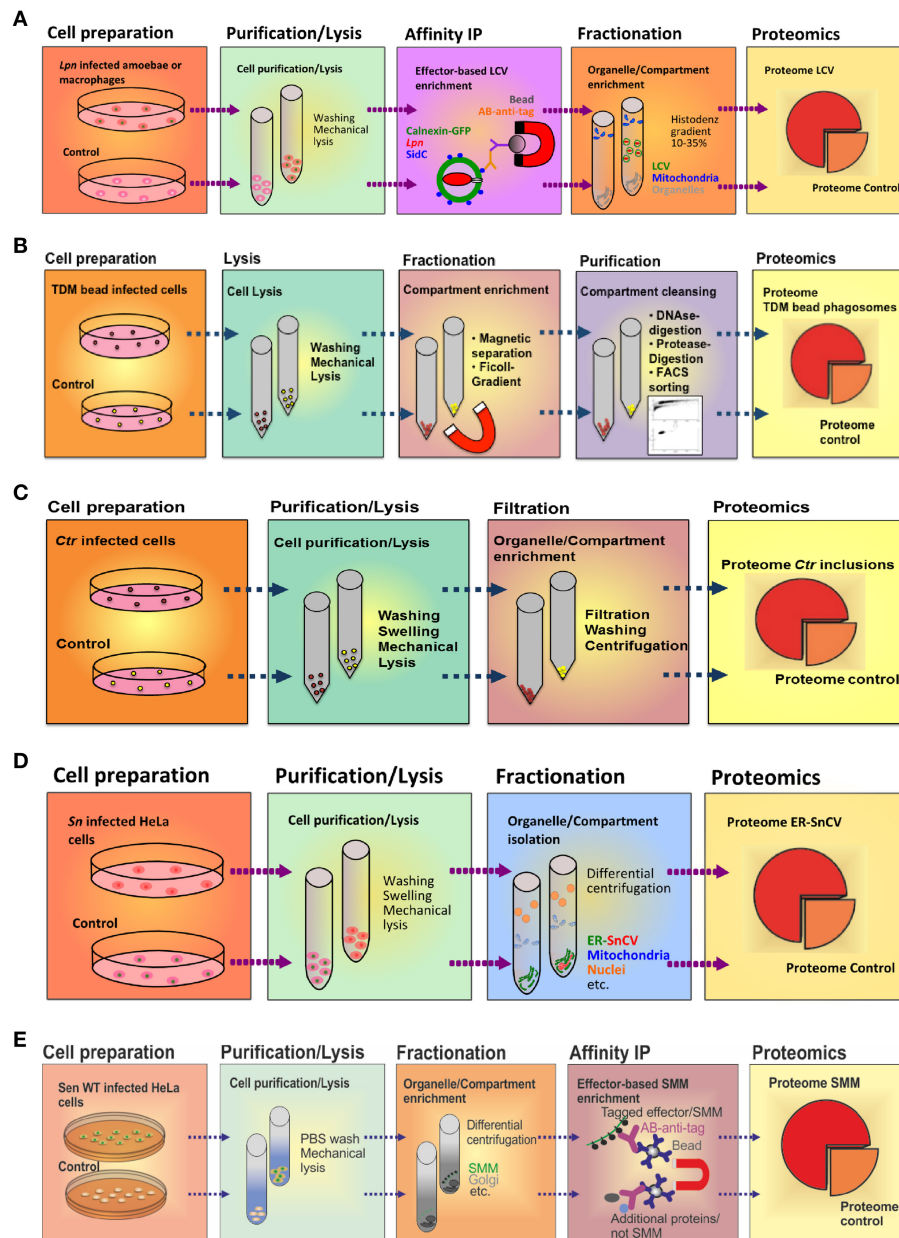 A
Cell preparation
Purification/Lysis
Affinity IP
Fractionation
Proteomics
Lpn infected amoebae or
macrophages
Control
Cell purification/Lysis
Washing
Mechanical
lysis
Effector-based LCV
enrichment
Bead
AB-anti-tag
Calnexin-GFP
Lpn
SidC
Organelle/Compartment
enrichment
Histodenz
gradient
10-35%
LCV
Mitochondria
Organelles
Proteome LCV
Proteome Control
B
Cell preparation
Lysis
Fractionation
Purification
Proteomics
TDM bead infected cells
Control
Cell Lysis
Washing
Mechanical
Lysis
Compartment enrichment
• Magnetic
separation
• Ficoll-
Gradient
Compartment cleansing
• DNAse-
digestion
• Protease-
Digestion
• FACS
sorting
Proteome
TDM bead phagosomes
Proteome
control
C
Cell preparation
Purification/Lysis
Filtration
Proteomics
Ctr infected cells
Control
Cell purification/Lysis
Washing
Swelling
Mechanical
Lysis
Organelle/Compartment
enrichment
Filtration
Washing
Centrifugation
Proteome Ctr inclusions
Proteome control
D
Cell preparation
Purification/Lysis
Fractionation
Proteomics
Sn infected HeLa
cells
Control
Cell purification/Lysis
Washing
Swelling
Mechanical
lysis
Organelle/Compartment
isolation
Differential
centrifugation
ER-SnCV
Mitochondria
Nuclei
etc.
Proteome ER-SnCV
Proteome Control
E
Cell preparation
Purification/Lysis
Fractionation
Affinity IP
Proteomics
Sen WT infected HeLa
cells
Control
Cell purification/Lysis
PBS wash
Mechanical
lysis
Organelle/Compartment
enrichment
Differential
centrifugation
SMM
Golgi
etc.
Effector-based SMM
enrichment
Tagged effector/SMM
AB-anti-tag
Bead
Additional proteins/
not SMM
Proteome SMM
Proteome
control